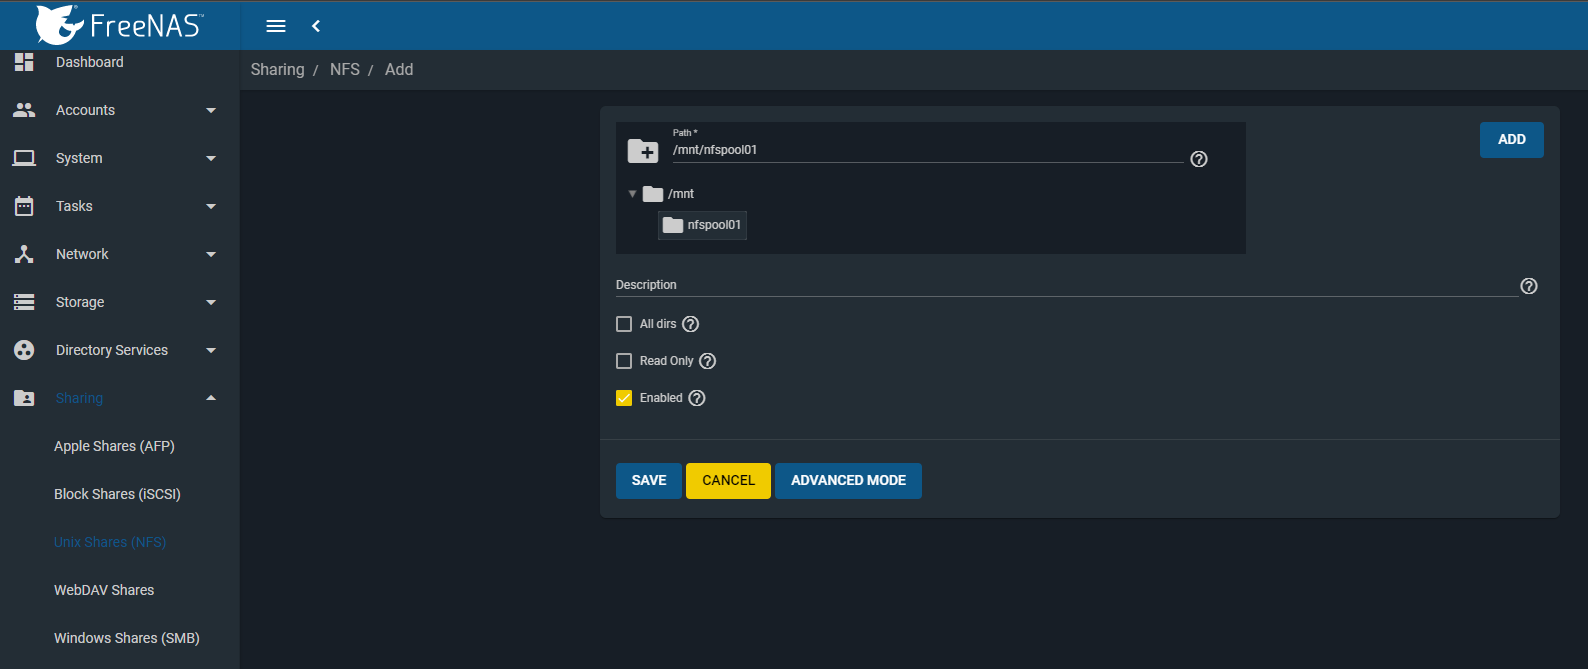 FreeNAS™
Dashboard
Accounts
System
Tasks
Network
Storage
Directory Services
Sharing
Apple Shares (AFP)
Block Shares (iSCSI)
Unix Shares (NFS)
WebDAV Shares
Windows Shares (SMB)
Sharing / NFS / Add
Path *
/mnt/nfspool01
ADD
/mnt
nfspool01
Description
All dirs
Read Only
Enabled
SAVE CANCEL ADVANCED MODE